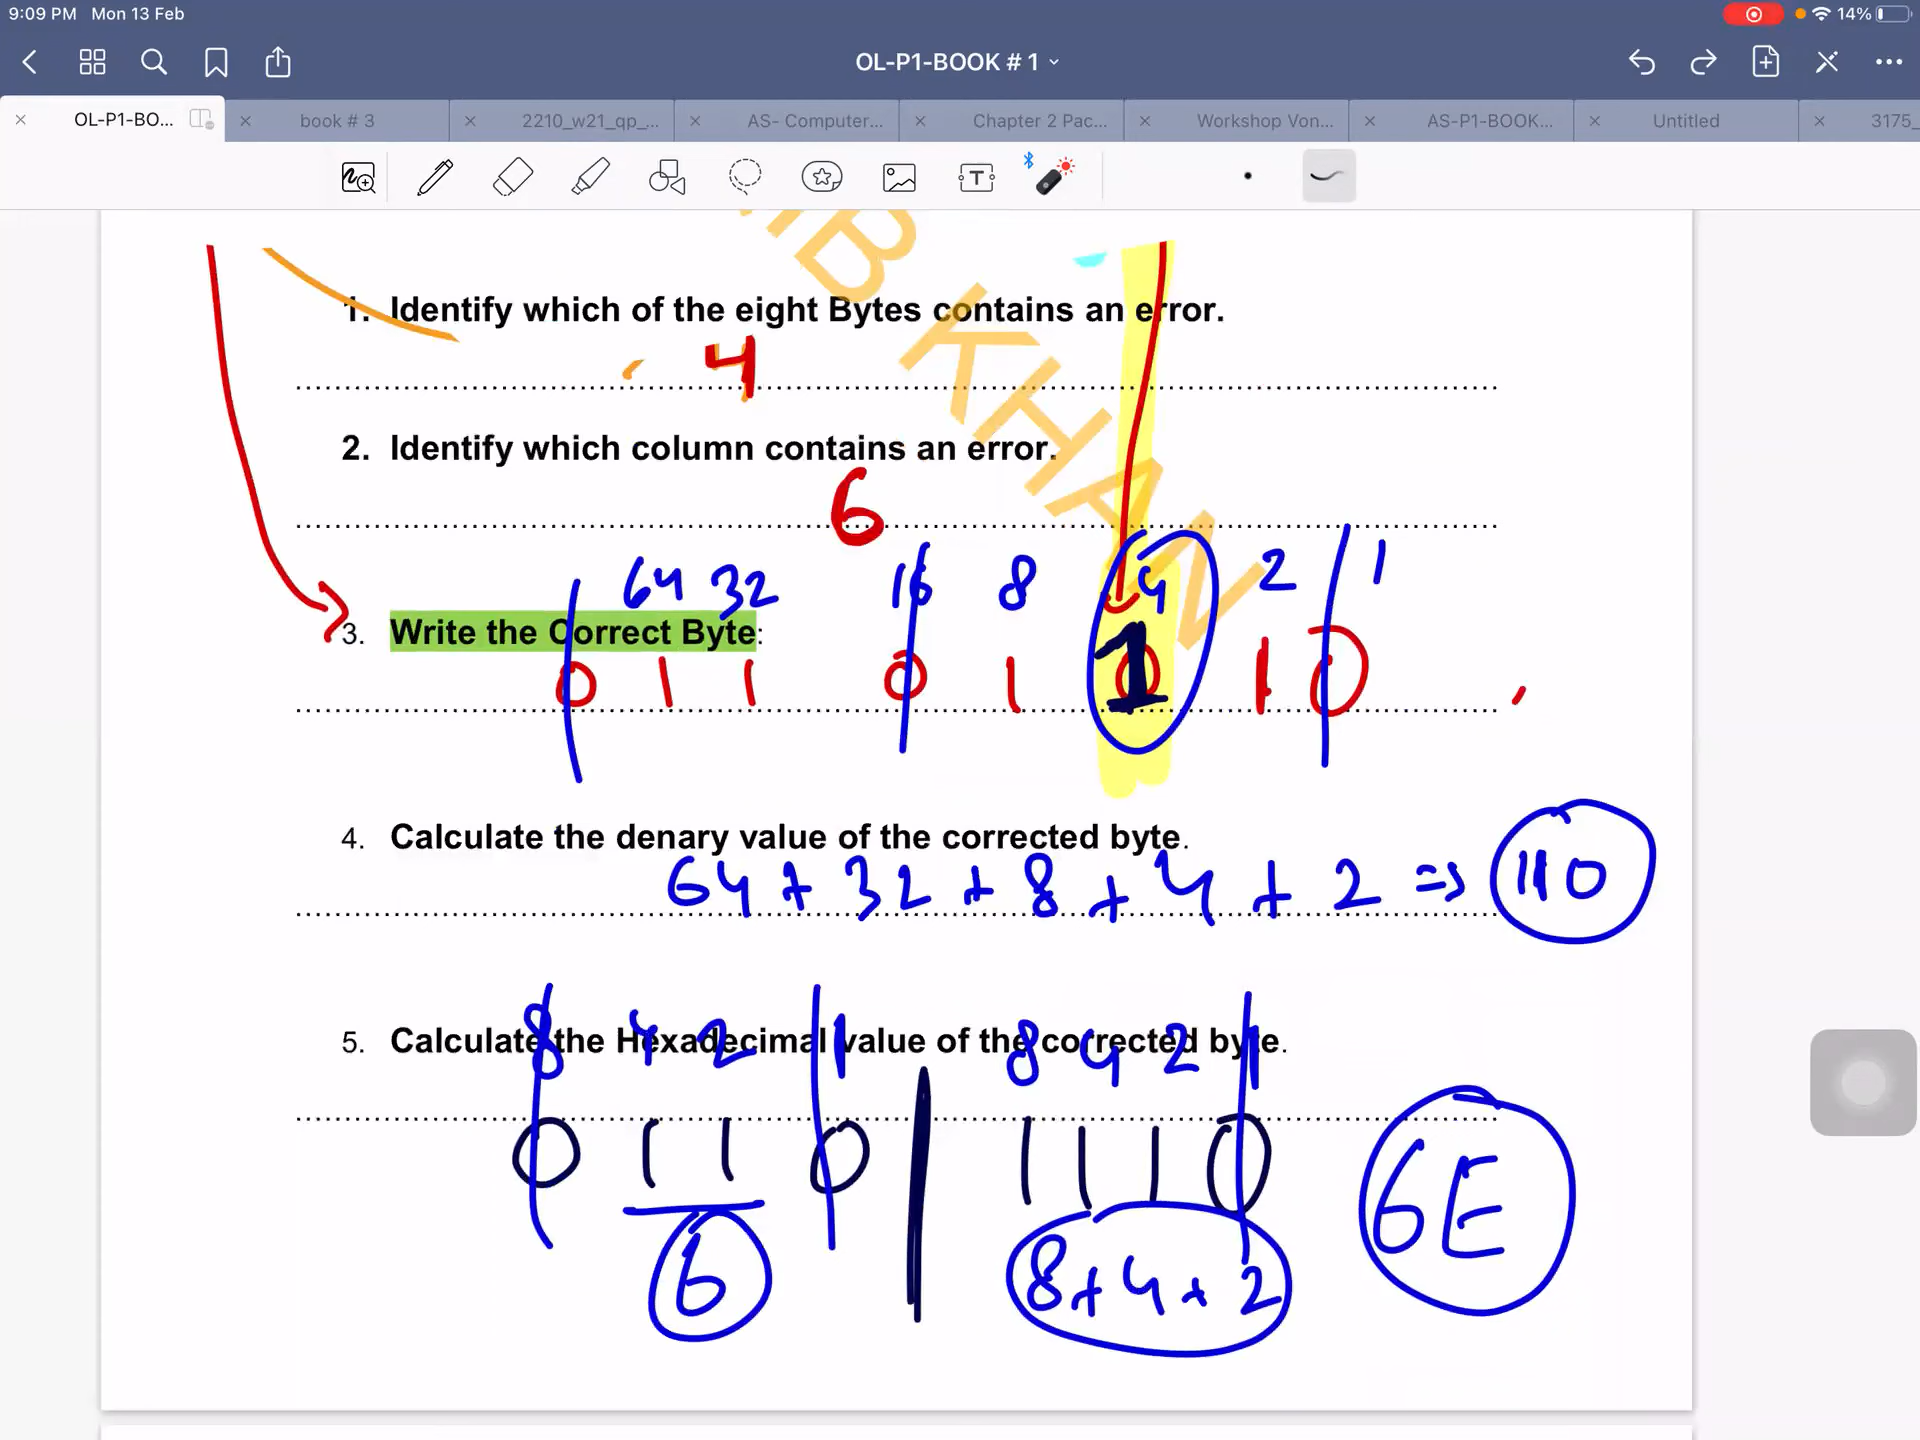 9:09 PM Mon 13 Feb 14%
OL-P1-BOOK # 1
OL-P1-BO... book # 3 2210_w21_qp_... AS- Computer... Chapter 2 Pac... Workshop Von... AS-P1-BOOK... Untitled 3175_
IB KHAN
1. Identify which of the eight Bytes contains an error.
4
2. Identify which column contains an error.
6
64 32 16 8 4 2 1
3. Write the Correct Byte:
0 1 1 0 1 1 1 0
4. Calculate the denary value of the corrected byte.
64 + 32 + 8 + 4 + 2 => 110
5. Calculate the Hexadecimal value of the corrected byte.
8 4 2 1 8 4 2 1
0 1 1 0 1 1 1 0
6 8+4+2 6E